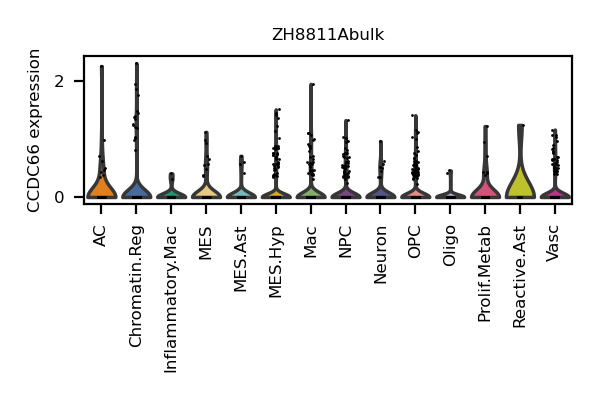 ZH8811Abulk
CCDC66 expression
2
0
AC
Chromatin.Reg
Inflammatory.Mac
MES
MES.Ast
MES.Hyp
Mac
NPC
Neuron
OPC
Oligo
Prolif.Metab
Reactive.Ast
Vasc